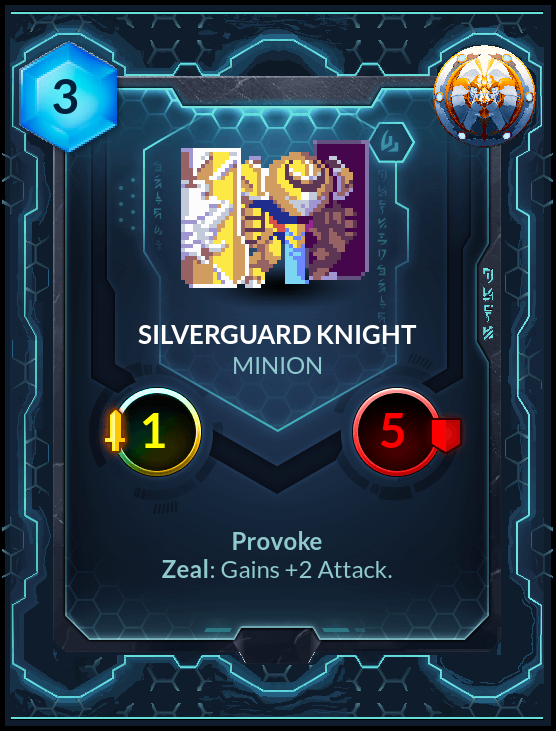 3
SILVERGUARD KNIGHT
MINION
1
5
Provoke
Zeal: Gains +2 Attack.